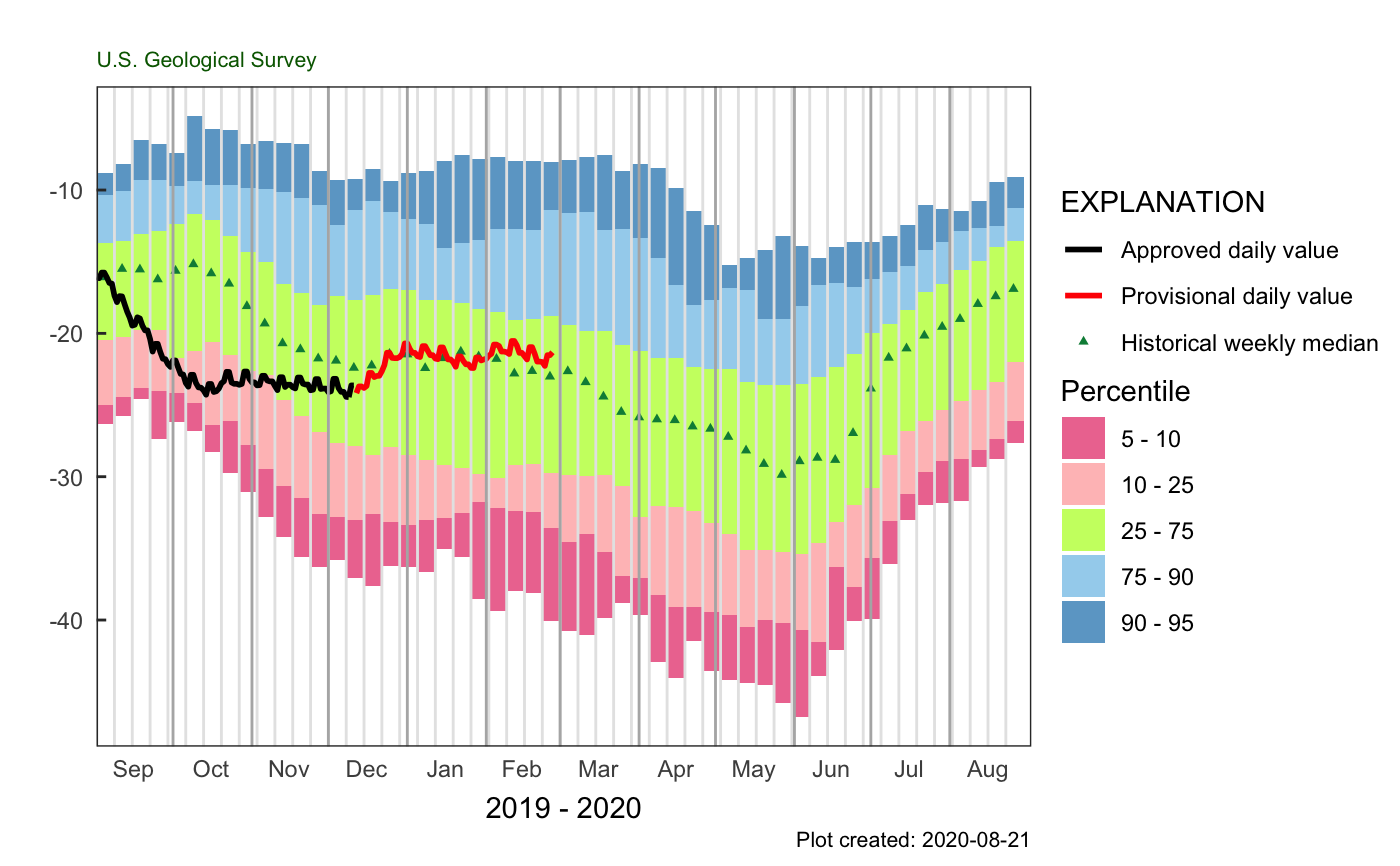 U.S. Geological Survey
-10
-20
-30
-40
Sep Oct Nov Dec Jan Feb Mar Apr May Jun Jul Aug
2019 - 2020
Plot created: 2020-08-21
EXPLANATION
Approved daily value
Provisional daily value
Historical weekly median
Percentile
5 - 10
10 - 25
25 - 75
75 - 90
90 - 95